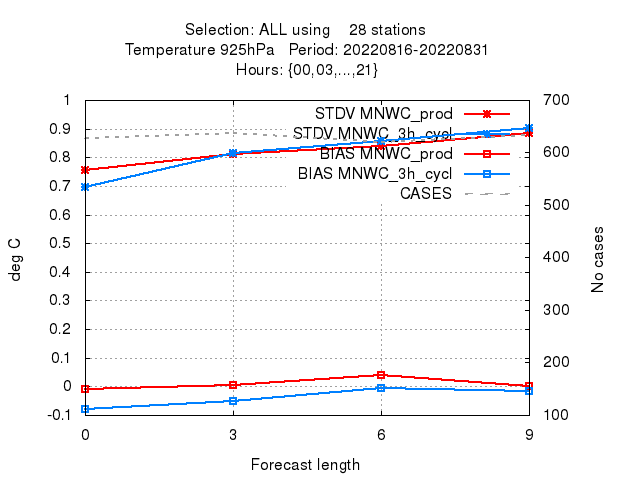 Selection: ALL using    28 stations
Temperature 925hPa   Period: 20220816-20220831
Hours: {00,03,...,21}
1
0.9
0.8
0.7
0.6
0.5
0.4
0.3
0.2
0.1
0
-0.1
deg C
STDV MNWC_prod
STDV MNWC_3h_cycl
BIAS MNWC_prod
BIAS MNWC_3h_cycl
CASES
700
600
500
400
300
200
100
No cases
0 3 6 9
Forecast length